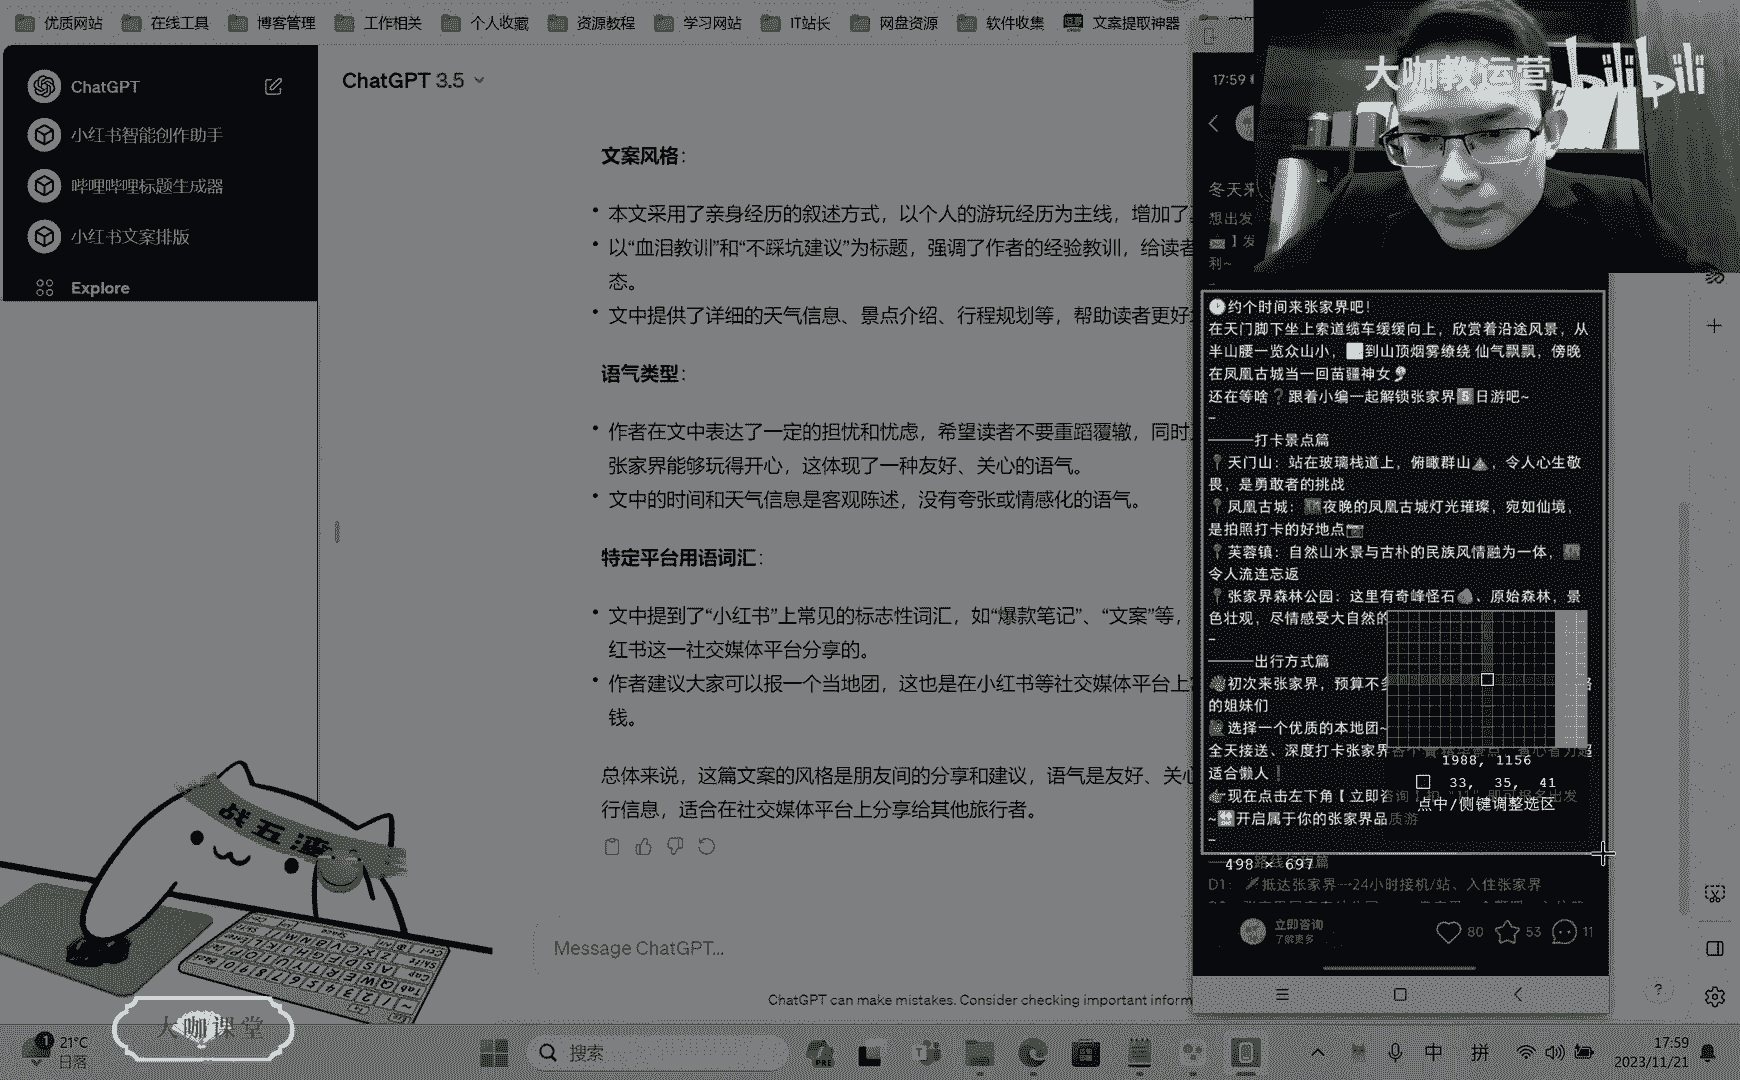 优质网站
在线工具
博客管理
工作相关
个人收藏
资源教程
学习网站
IT站长
网盘资源
软件收集
文案提取神器
ChatGPT
小红书智能创作助手
哔哩哔哩标题生成器
小红书文案排版
Explore
ChatGPT 3.5
文案风格：
本文采用了亲身经历的叙述方式，以个人的游玩经历为主线，增加了
以“血泪教训”和“不踩坑建议”为标题，强调了作者的经验教训，给读者
态。
文中提供了详细的天气信息、景点介绍、行程规划等，帮助读者更好
语气类型：
作者在文中表达了一定的担忧和忧虑，希望读者不要重蹈覆辙，同时
张家界能够玩得开心，这体现了一种友好、关心的语气。
文中的时间和天气信息是客观陈述，没有夸张或情感化的语气。
特定平台用语词汇：
文中提到了“小红书”上常见的标志性词汇，如“爆款笔记”、“文案”等，
红书这一社交媒体平台分享的。
作者建议大家可以报一个当地团，这也是在小红书等社交媒体平台上
钱。
总体来说，这篇文案的风格是朋友间的分享和建议，语气是友好、关心
行信息，适合在社交媒体平台上分享给其他旅行者。
Message ChatGPT...
ChatGPT can make mistakes. Consider checking important inform
大咖教运营 bilibili
17:59
冬天来
想出发
】发
利~
约个时间来张家界吧！
在天门脚下坐上索道缆车缓缓向上，欣赏着沿途风景，从
半山腰一览众山小，到山顶烟雾缭绕 仙气飘飘，傍晚
在凤凰古城当一回苗疆神女
还在等啥❔跟着小编一起解锁张家界5️⃣日游吧~
–
———打卡景点篇
📍天门山：站在玻璃栈道上，俯瞰群山，令人心生敬
畏，是勇敢者的挑战
📍凤凰古城：夜晚的凤凰古城灯光璀璨，宛如仙境，
是拍照打卡的好地点📷
📍芙蓉镇：自然山水景与古朴的民族风情融为一体，
令人流连忘返
📍张家界森林公园：这里有奇峰怪石、原始森林，景
色壮观，尽情感受大自然的
–
———出行方式篇
初次来张家界，预算不多
的姐妹们
选择一个优质的本地团~
全天接送、深度打卡张家界
适合懒人❗
👉现在点击左下角【立即咨询
~开启属于你的张家界品质游
–
1988, 1156
33, 35, 41
点中/侧键调整选区
498 × 697
D1：抵达张家界--24小时接机/站、入住张家界
立即咨询
了解更多
80
53
11
战五渣
大咖课堂
1
21°C
日落
搜索
PRE
中
拼
17:59
2023/11/21